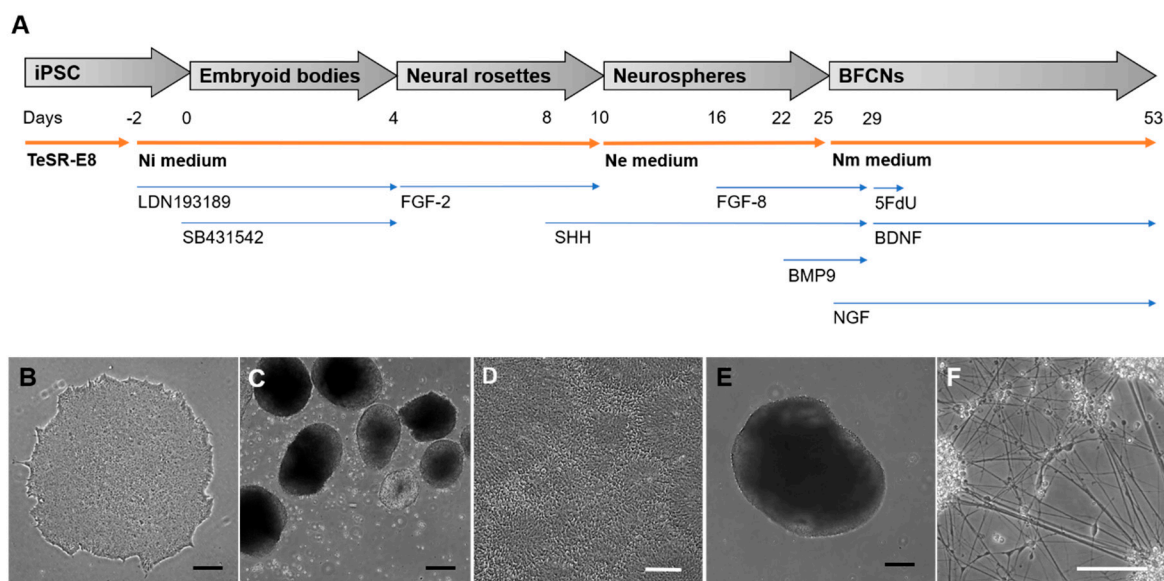 A
iPSC Embryoid bodies Neural rosettes Neurospheres BFCNs
Days -2 0 4 8 10 16 22 25 29 53
TeSR-E8 Ni medium Ne medium Nm medium
LDN193189 FGF-2 FGF-8 5FdU
SB431542 SHH BDNF
BMP9
NGF
B C D E F